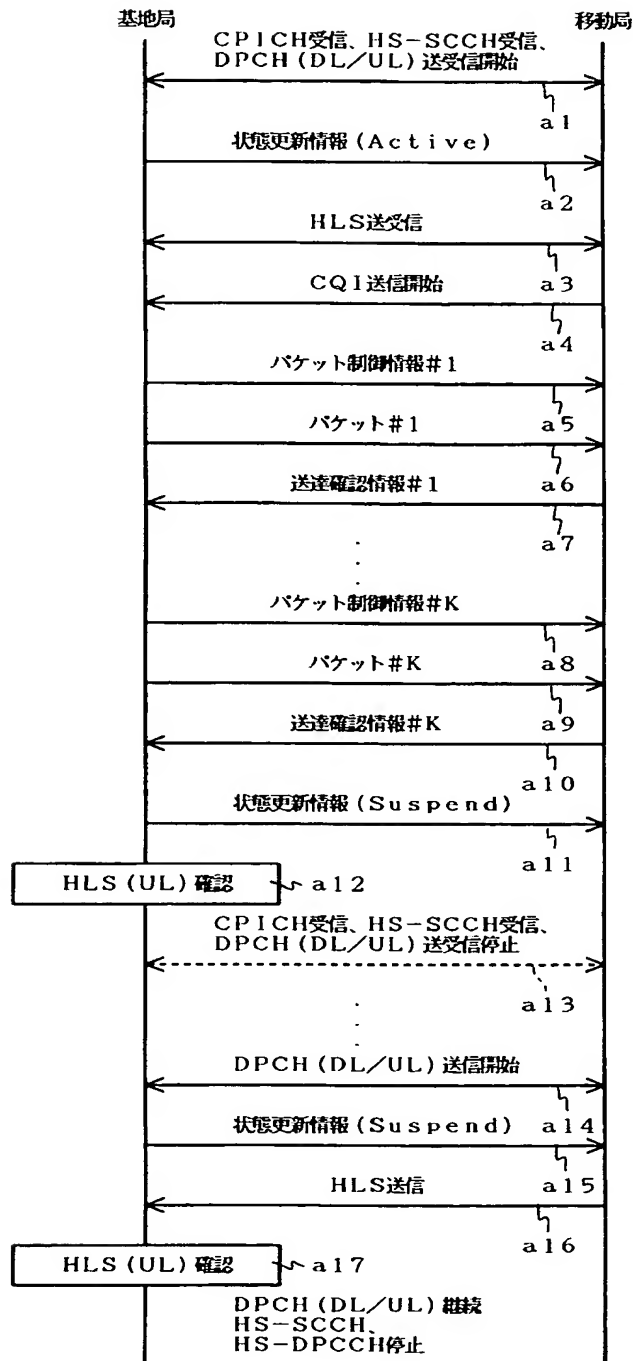 基地局
移動局
CPICH受信、HS-SCCH受信、
DPCH(DL/UL)送受信開始
a1
状態更新情報(Active)
a2
HLS送受信
a3
CQI送信開始
a4
パケット制御情報#1
a5
パケット#1
a6
送達確認情報#1
a7
パケット制御情報#K
a8
パケット#K
a9
送達確認情報#K
a10
状態更新情報(Suspend)
a11
HLS(UL)確認
a12
CPICH受信、HS-SCCH受信、
DPCH(DL/UL)送受信停止
a13
DPCH(DL/UL)送信開始
a14
状態更新情報(Suspend)
a15
HLS送信
a16
HLS(UL)確認
a17
DPCH(DL/UL)継続
HS-SCCH、
HS-DPCCH停止